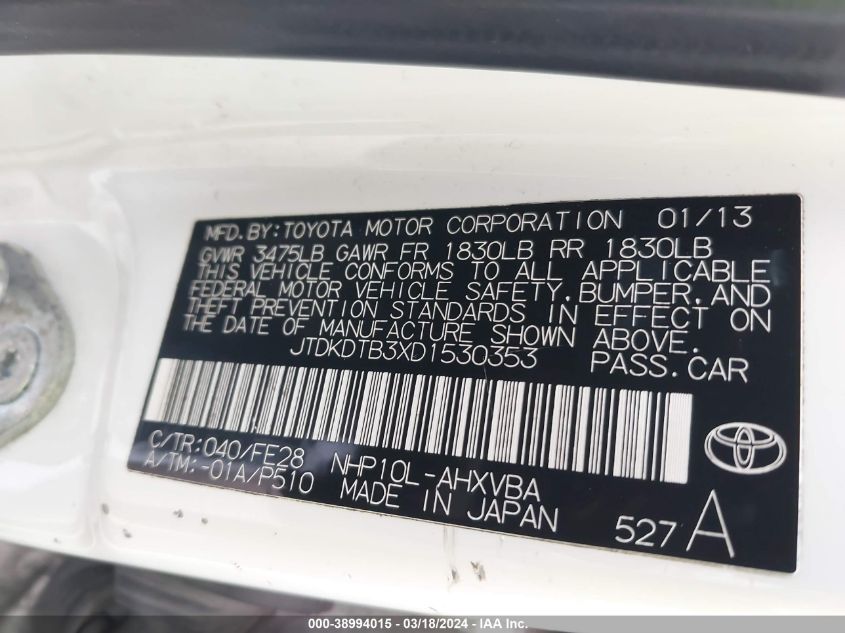 MFD.BY:TOYOTA MOTOR CORPORATION 01/13
GVWR 3475LB GAWR FR 1830LB RR 1830LB
THIS VEHICLE CONFORMS TO ALL APPLICABLE
FEDERAL MOTOR VEHICLE SAFETY,BUMPER,AND
THEFT PREVENTION STANDARDS IN EFFECT ON
THE DATE OF MANUFACTURE SHOWN ABOVE.
JTDKDTB3XD1530353 PASS.CAR
C/TR:040/FE28 NHP10L-AHXVBA
A/TM:-01A/P510 MADE IN JAPAN 527 A
000-38994015 / 03/18/2024 - IAA Inc.